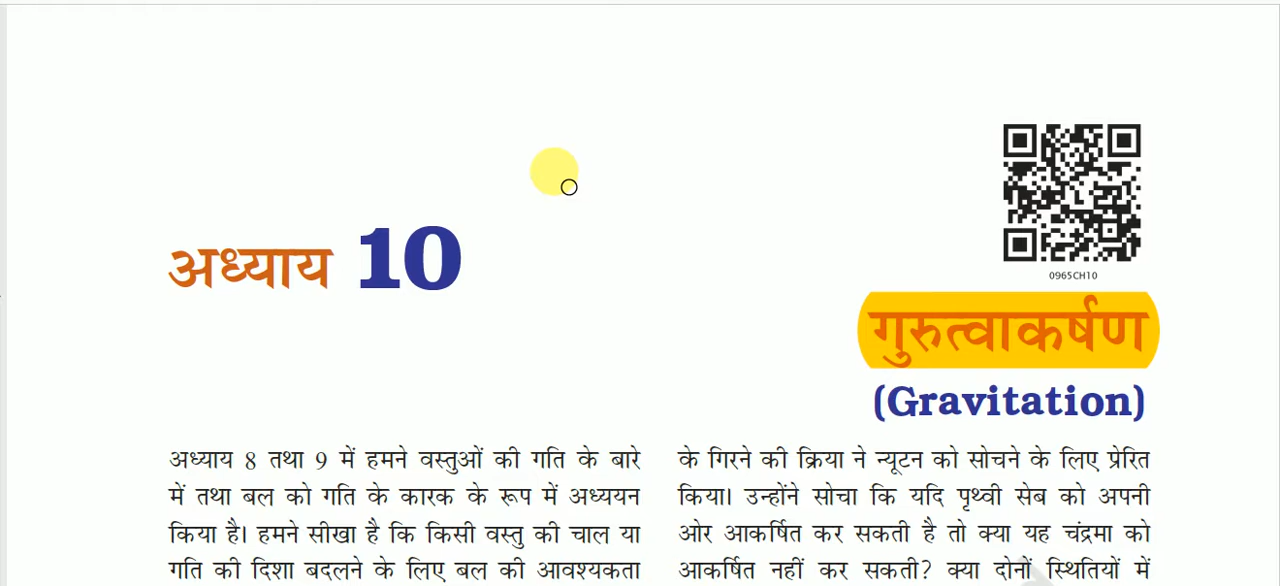 अध्याय 10
0965CH10
गुरुत्वाकर्षण
(Gravitation)
अध्याय 8 तथा 9 में हमने वस्तुओं की गति के बारे
में तथा बल को गति के कारक के रूप में अध्ययन
किया है। हमने सीखा है कि किसी वस्तु की चाल या
गति की दिशा बदलने के लिए बल की आवश्यकता
के गिरने की क्रिया ने न्यूटन को सोचने के लिए प्रेरित
किया। उन्होंने सोचा कि यदि पृथ्वी सेब को अपनी
ओर आकर्षित कर सकती है तो क्या यह चंद्रमा को
आकर्षित नहीं कर सकती? क्या दोनों स्थितियों में